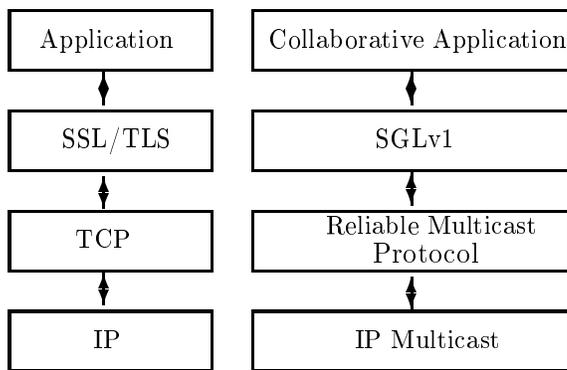 Application
Collaborative Application
SSL/TLS
SGLv1
TCP
Reliable Multicast
Protocol
IP
IP Multicast